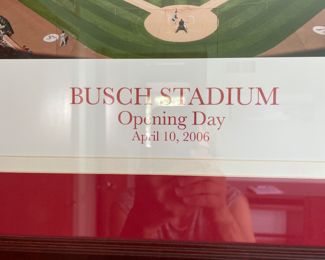 BUSCH STADIUM
Opening Day
April 10, 2006